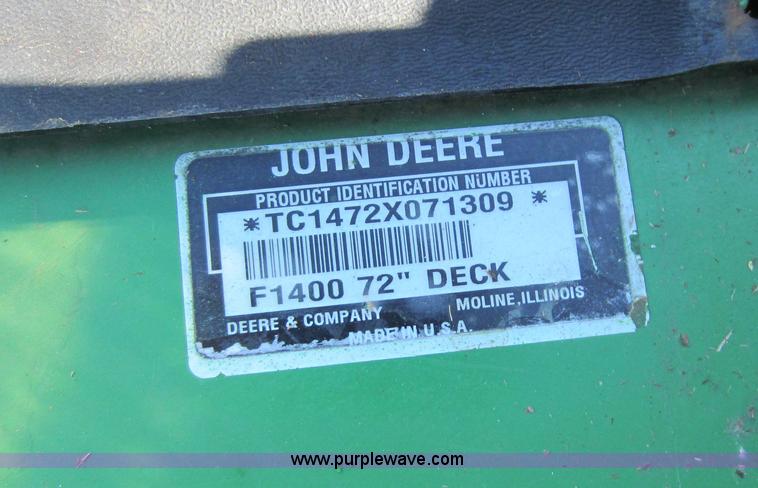 JOHN DEERE
PRODUCT IDENTIFICATION NUMBER
*TC1472X071309 *
F1400 72" DECK
DEERE & COMPANY MOLINE, ILLINOIS
MADE IN U.S.A.
www.purplewave.com